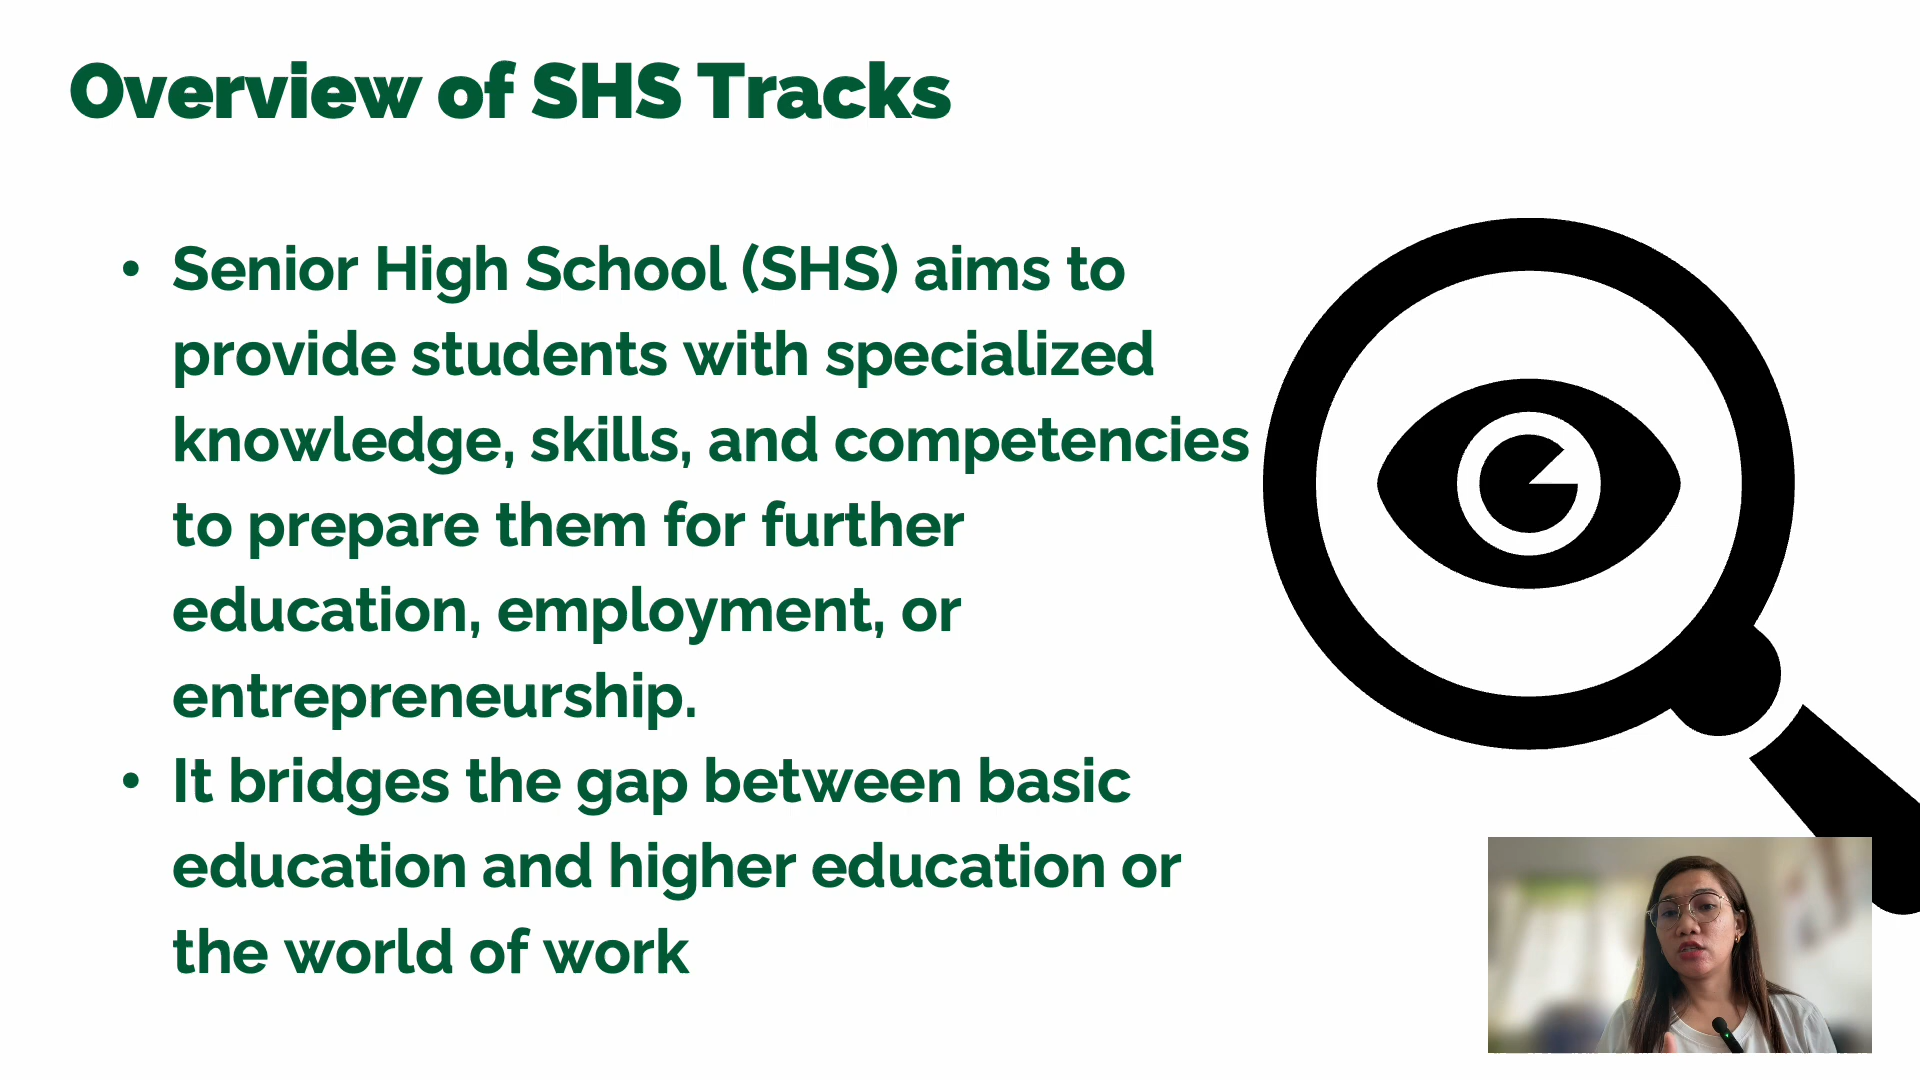 Overview of SHS Tracks
• Senior High School (SHS) aims to
provide students with specialized
knowledge, skills, and competencies
to prepare them for further
education, employment, or
entrepreneurship.
• It bridges the gap between basic
education and higher education or
the world of work